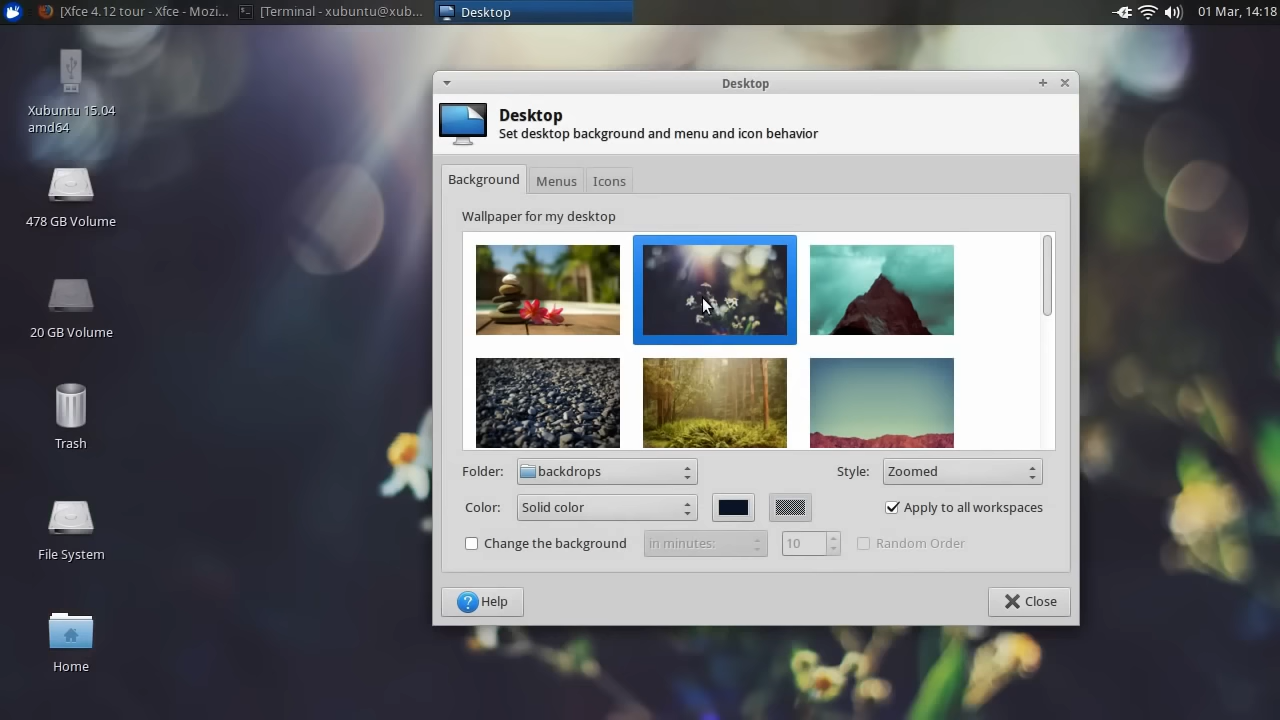 [Xfce 4.12 tour - Xfce - Mozi...
[Terminal - xubuntu@xub...
Desktop
01 Mar, 14:18
Xubuntu 15.04
amd64
478 GB Volume
20 GB Volume
Trash
File System
Home
Desktop
Desktop
Set desktop background and menu and icon behavior
Background
Menus
Icons
Wallpaper for my desktop
Folder:
backdrops
Style:
Zoomed
Color:
Solid color
Apply to all workspaces
Change the background
in minutes:
10
Random Order
Help
Close